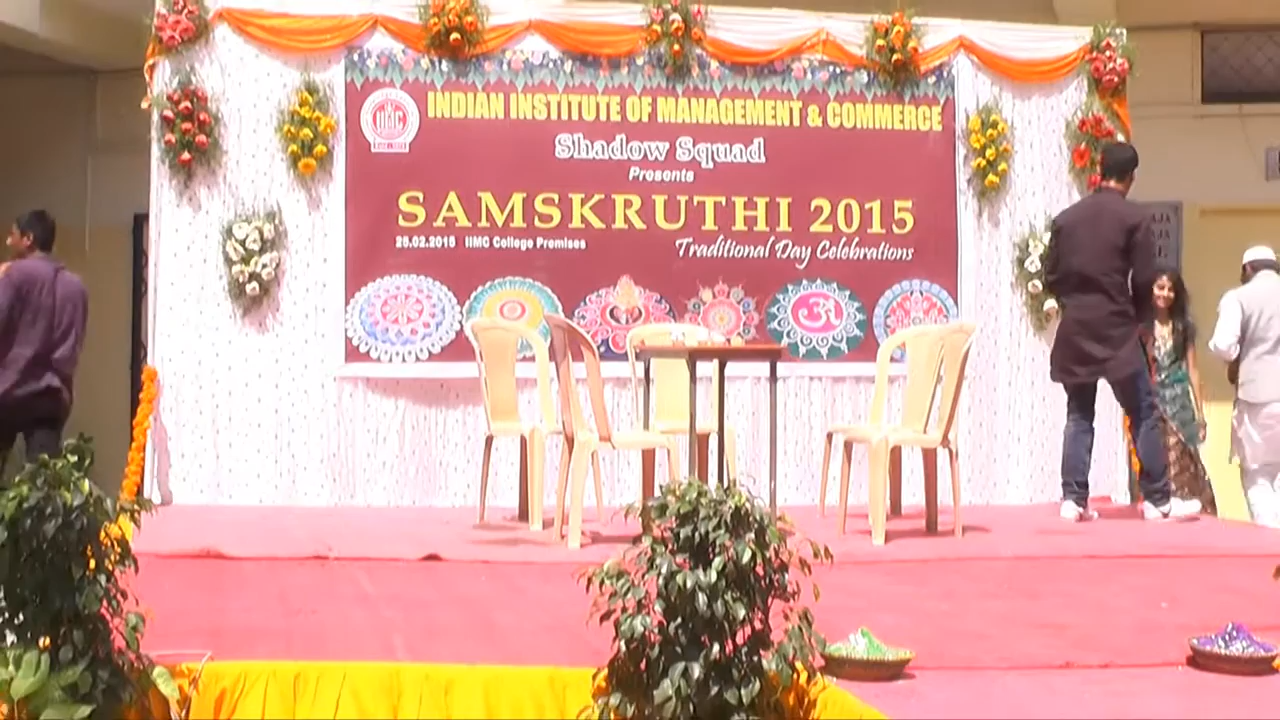 INDIAN INSTITUTE OF MANAGEMENT & COMMERCE
IIMC
Shadow Squad
Presents
SAMSKRUTHI 2015
25.02.2015 IIMC College Premises
Traditional Day Celebrations
ॐ